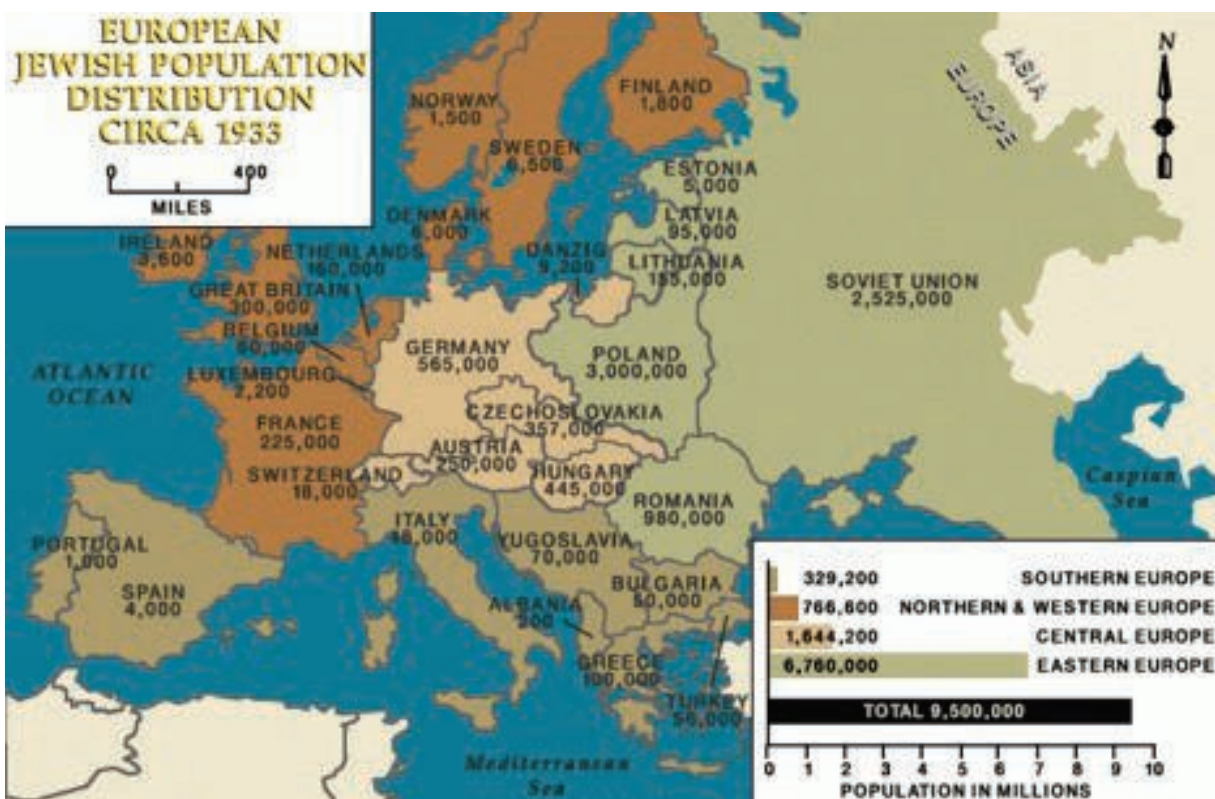 EUROPEAN
JEWISH POPULATION
DISTRIBUTION
CIRCA 1933
0 400
MILES
N
ASIA
EUROPE
NORWAY
1,500
SWEDEN
6,500
FINLAND
1,800
ESTONIA
5,000
LATVIA
95,000
LITHUANIA
155,000
DENMARK
6,000
DANZIG
9,200
IRELAND
3,600
NETHERLANDS
160,000
GREAT BRITAIN
300,000
BELGIUM
60,000
LUXEMBOURG
2,200
GERMANY
565,000
POLAND
3,000,000
SOVIET UNION
2,525,000
ATLANTIC
OCEAN
FRANCE
225,000
CZECHOSLOVAKIA
357,000
AUSTRIA
250,000
SWITZERLAND
18,000
HUNGARY
445,000
ROMANIA
980,000
Caspian
Sea
PORTUGAL
1,000
SPAIN
4,000
ITALY
YUGOSLAVIA
70,000
BULGARIA
50,000
ALBANIA
200
GREECE
100,000
TURKEY
56,000
Mediterranean
Sea
329,200 SOUTHERN EUROPE
766,600 NORTHERN & WESTERN EUROPE
1,644,200 CENTRAL EUROPE
6,760,000 EASTERN EUROPE
TOTAL 9,500,000
0 1 2 3 4 5 6 7 8 9 10
POPULATION IN MILLIONS